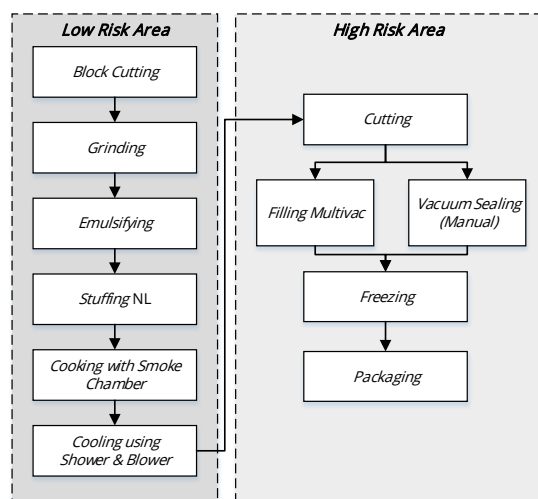 Low Risk Area
Block Cutting
Grinding
Emulsifying
Stuffing NL
Cooking with Smoke
Chamber
Cooling using
Shower & Blower
High Risk Area
Cutting
Filling Multivac
Vacuum Sealing
(Manual)
Freezing
Packaging